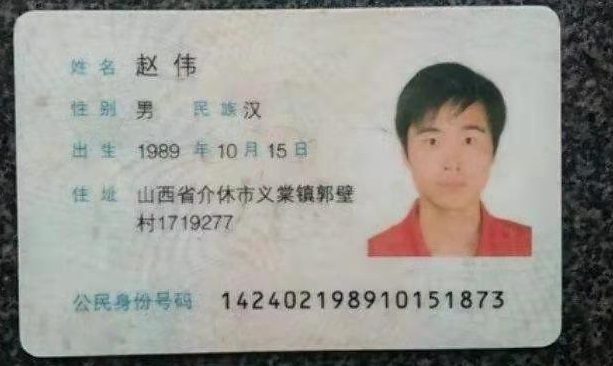 姓名 赵伟
性别 男 民族 汉
出生 1989 年 10 月 15 日
住址 山西省介休市义棠镇郭壁
村1719277
公民身份号码 142402198910151873